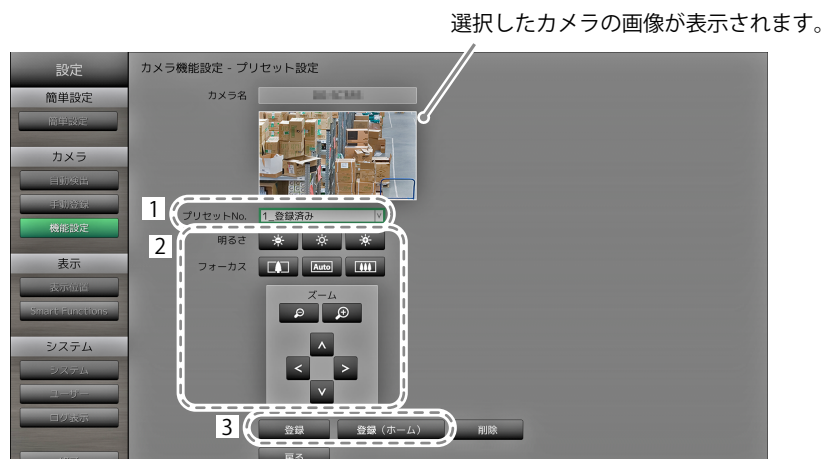 選択したカメラの画像が表示されます。
設定
カメラ機能設定 - プリセット設定
簡単設定
カメラ名
簡単設定
カメラ
自動検出
手動登録
1
プリセットNo.
1_登録済み
機能設定
2
明るさ
フォーカス
Auto
表示
表示設定
ズーム
Smart Functions
システム
システム
ユーザー
ログ表示
3
登録
登録（ホーム）
削除
戻る